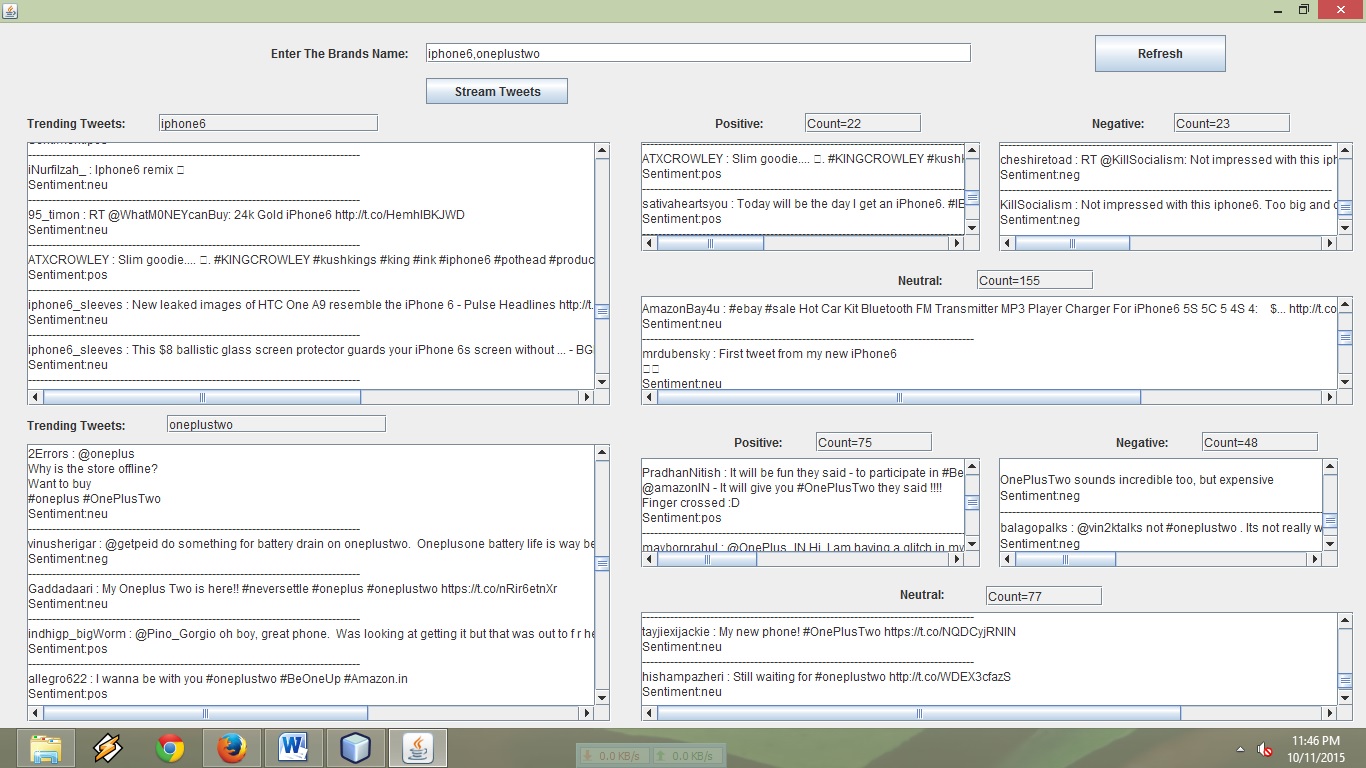 Enter The Brands Name:
iphone6,oneplustwo
Refresh
Stream Tweets
Trending Tweets:
iphone6
iNurfilzah_ : Iphone6 remix
Sentiment:neu
95_timon : RT @WhatM0NEYcanBuy: 24k Gold iPhone6 http://t.co/HemhIBKJWD
Sentiment:neu
ATXCROWLEY : Slim goodie.... . #KINGCROWLEY #kushkings #king #ink #iphone6 #pothead #produc
Sentiment:pos
iphone6_sleeves : New leaked images of HTC One A9 resemble the iPhone 6 - Pulse Headlines http://t.
Sentiment:neu
iphone6_sleeves : This $8 ballistic glass screen protector guards your iPhone 6s screen without ... - BG
Sentiment:neu
Positive:
Count=22
ATXCROWLEY : Slim goodie.... . #KINGCROWLEY #kushk
Sentiment:pos
sativaheartsyou : Today will be the day I get an iPhone6. #IE
Sentiment:pos
Negative:
Count=23
cheshiretoad : RT @KillSocialism: Not impressed with this iph
Sentiment:neg
KillSocialism : Not impressed with this iphone6. Too big and
Sentiment:neg
Neutral:
Count=155
AmazonBay4u : #ebay #sale Hot Car Kit Bluetooth FM Transmitter MP3 Player Charger For iPhone6 5S 5C 5 4S 4: $... http://t.co
Sentiment:neu
mrdubensky : First tweet from my new iPhone6
Sentiment:neu
Trending Tweets:
oneplustwo
2Errors : @oneplus
Why is the store offline?
Want to buy
#oneplus #OnePlusTwo
Sentiment:neu
vinusherigar : @getpeid do something for battery drain on oneplustwo. Oneplusone battery life is way be
Sentiment:neg
Gaddadaari : My Oneplus Two is here!! #neversettle #oneplus #oneplustwo https://t.co/nRir6etnXr
Sentiment:neu
indhigp_bigWorm : @Pino_Gorgio oh boy, great phone. Was looking at getting it but that was out to f r he
Sentiment:pos
allegro622 : I wanna be with you #oneplustwo #BeOneUp #Amazon.in
Sentiment:pos
Positive:
Count=75
PradhanNitish : It will be fun they said - to participate in #Be
@amazonIN - It will give you #OnePlusTwo they said !!!!
Finger crossed :D
Sentiment:pos
maybornrahul : @OnePlus_IN Hi, I am having a glitch in my
Negative:
Count=48
OnePlusTwo sounds incredible too, but expensive
Sentiment:neg
balagopalks : @vin2ktalks not #oneplustwo . Its not really w
Sentiment:neg
Neutral:
Count=77
tayjiexijackie : My new phone! #OnePlusTwo https://t.co/NQDCyjRNIN
Sentiment:neu
hishampazheri : Still waiting for #oneplustwo http://t.co/WDEX3cfazS
Sentiment:neu
0.0 KB/s
0.0 KB/s
11:46 PM
10/11/2015